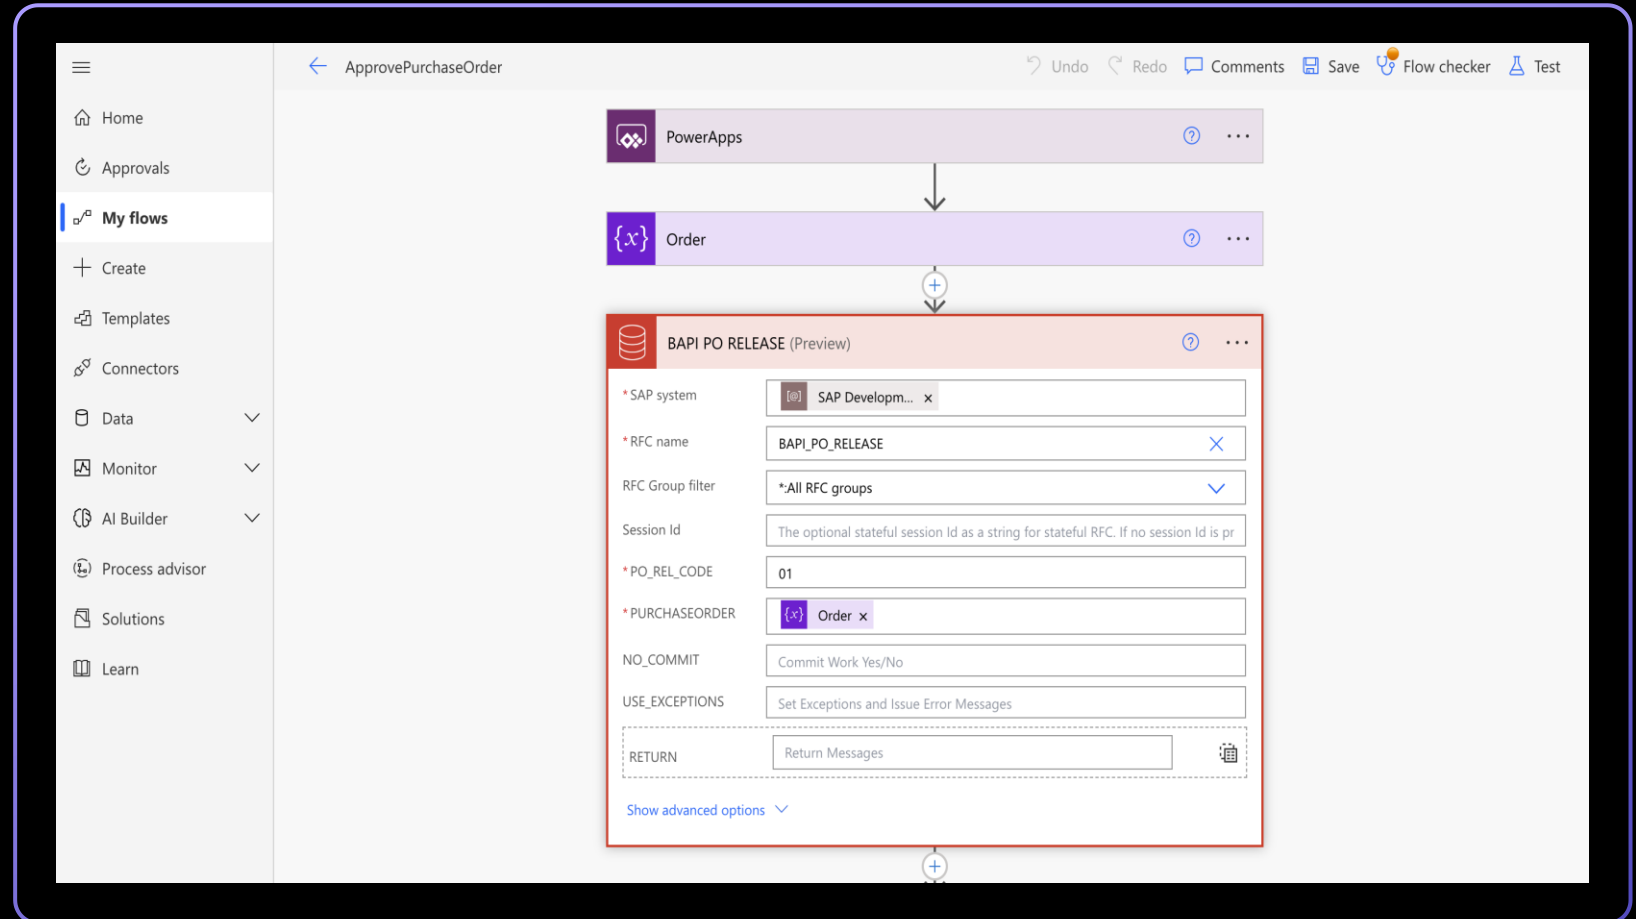 ApprovePurchaseOrder
Undo
Redo
Comments
Save
Flow checker
Test
Home
Approvals
My flows
Create
Templates
Connectors
Data
Monitor
AI Builder
Process advisor
Solutions
Learn
PowerApps
{x} Order
BAPI PO RELEASE (Preview)
*SAP system
[@] SAP Developm... ×
*RFC name
BAPI_PO_RELEASE
RFC Group filter
*:All RFC groups
Session Id
The optional stateful session Id as a string for stateful RFC. If no session Id is pr
*PO_REL_CODE
01
*PURCHASEORDER
{x} Order ×
NO_COMMIT
Commit Work Yes/No
USE_EXCEPTIONS
Set Exceptions and Issue Error Messages
RETURN
Return Messages
Show advanced options